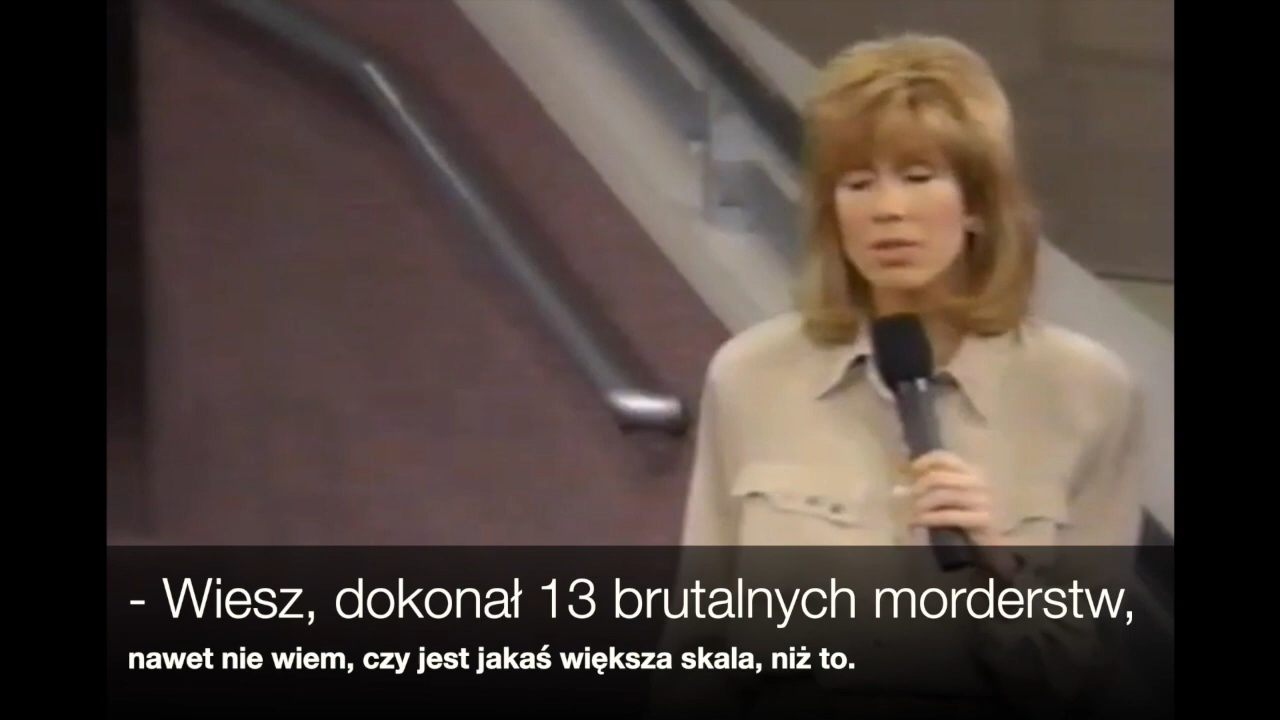 - Wiesz, dokonał 13 brutalnych morderstw,
nawet nie wiem, czy jest jakaś większa skala, niż to.